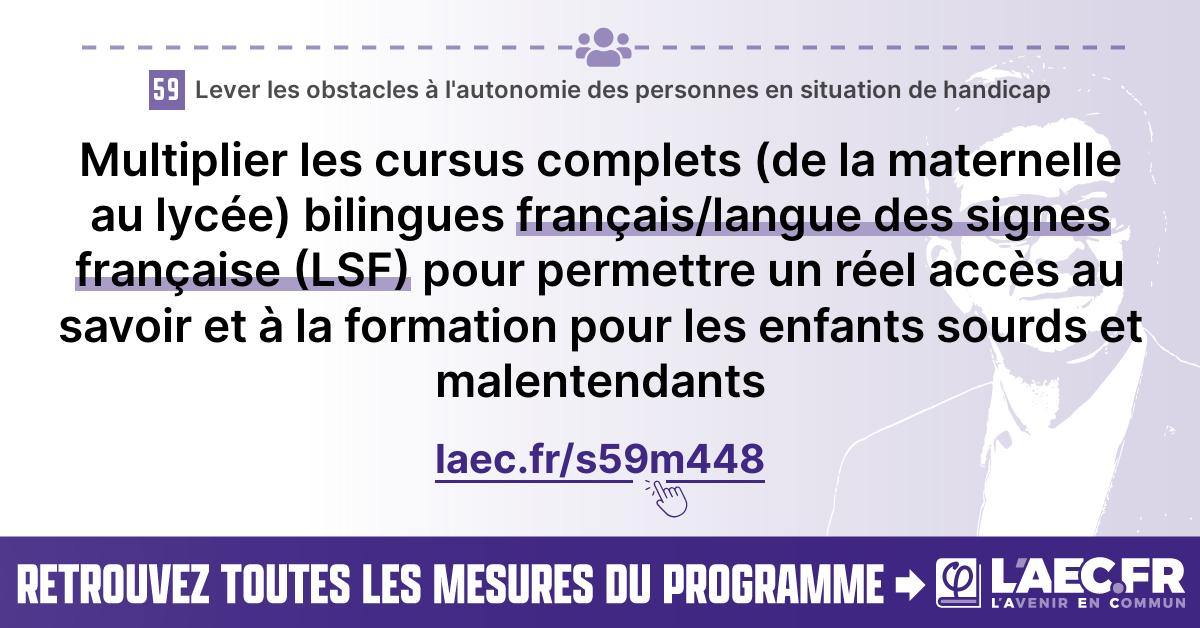 59 Lever les obstacles à l'autonomie des personnes en situation de handicap
Multiplier les cursus complets (de la maternelle
au lycée) bilingues français/langue des signes
française (LSF) pour permettre un réel accès au
savoir et à la formation pour les enfants sourds et
malentendants
laec.fr/s59m448
RETROUVEZ TOUTES LES MESURES DU PROGRAMME → φ L'AEC.FR
L'AVENIR EN COMMUN